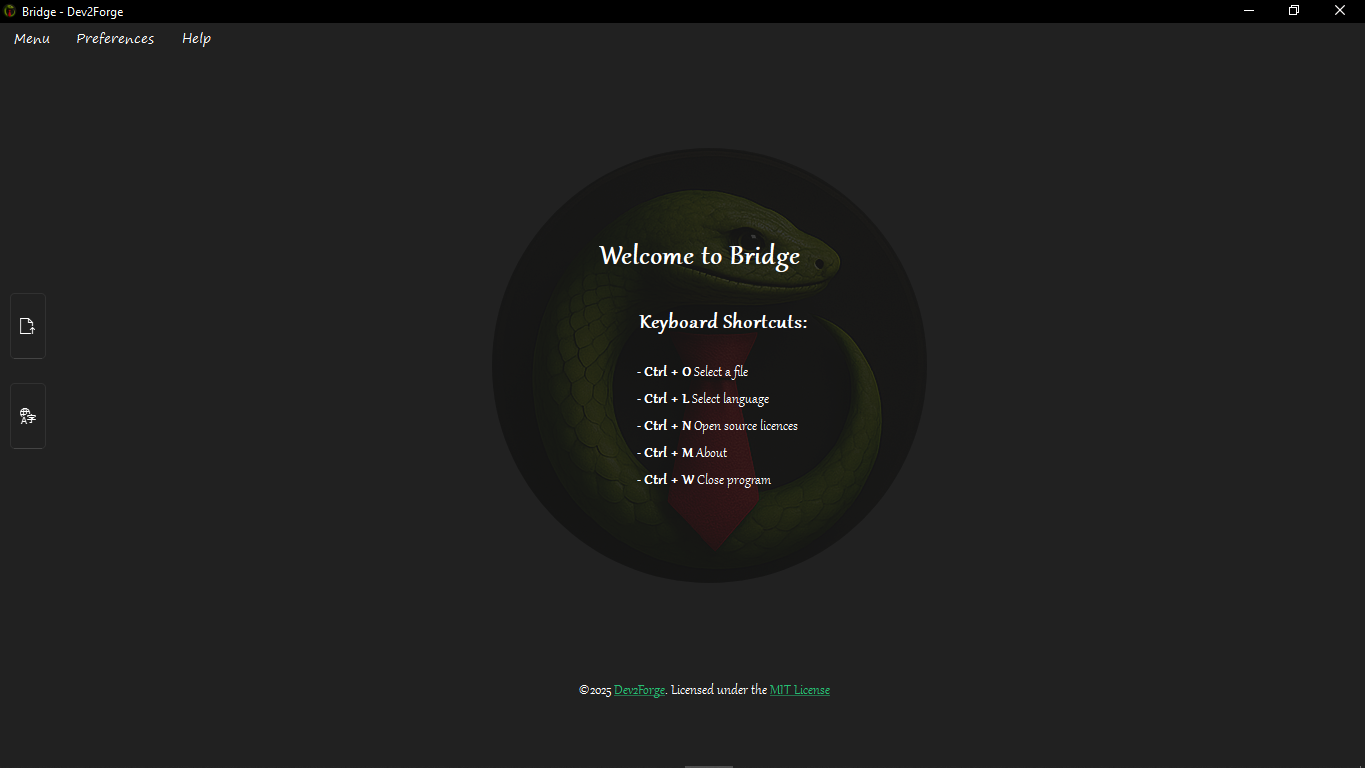 Bridge - Dev2Forge
Menu Preferences Help
Welcome to Bridge
Keyboard Shortcuts:
- Ctrl + O Select a file
- Ctrl + L Select language
- Ctrl + N Open source licences
- Ctrl + M About
- Ctrl + W Close program
©2025 Dev2Forge. Licensed under the MIT License